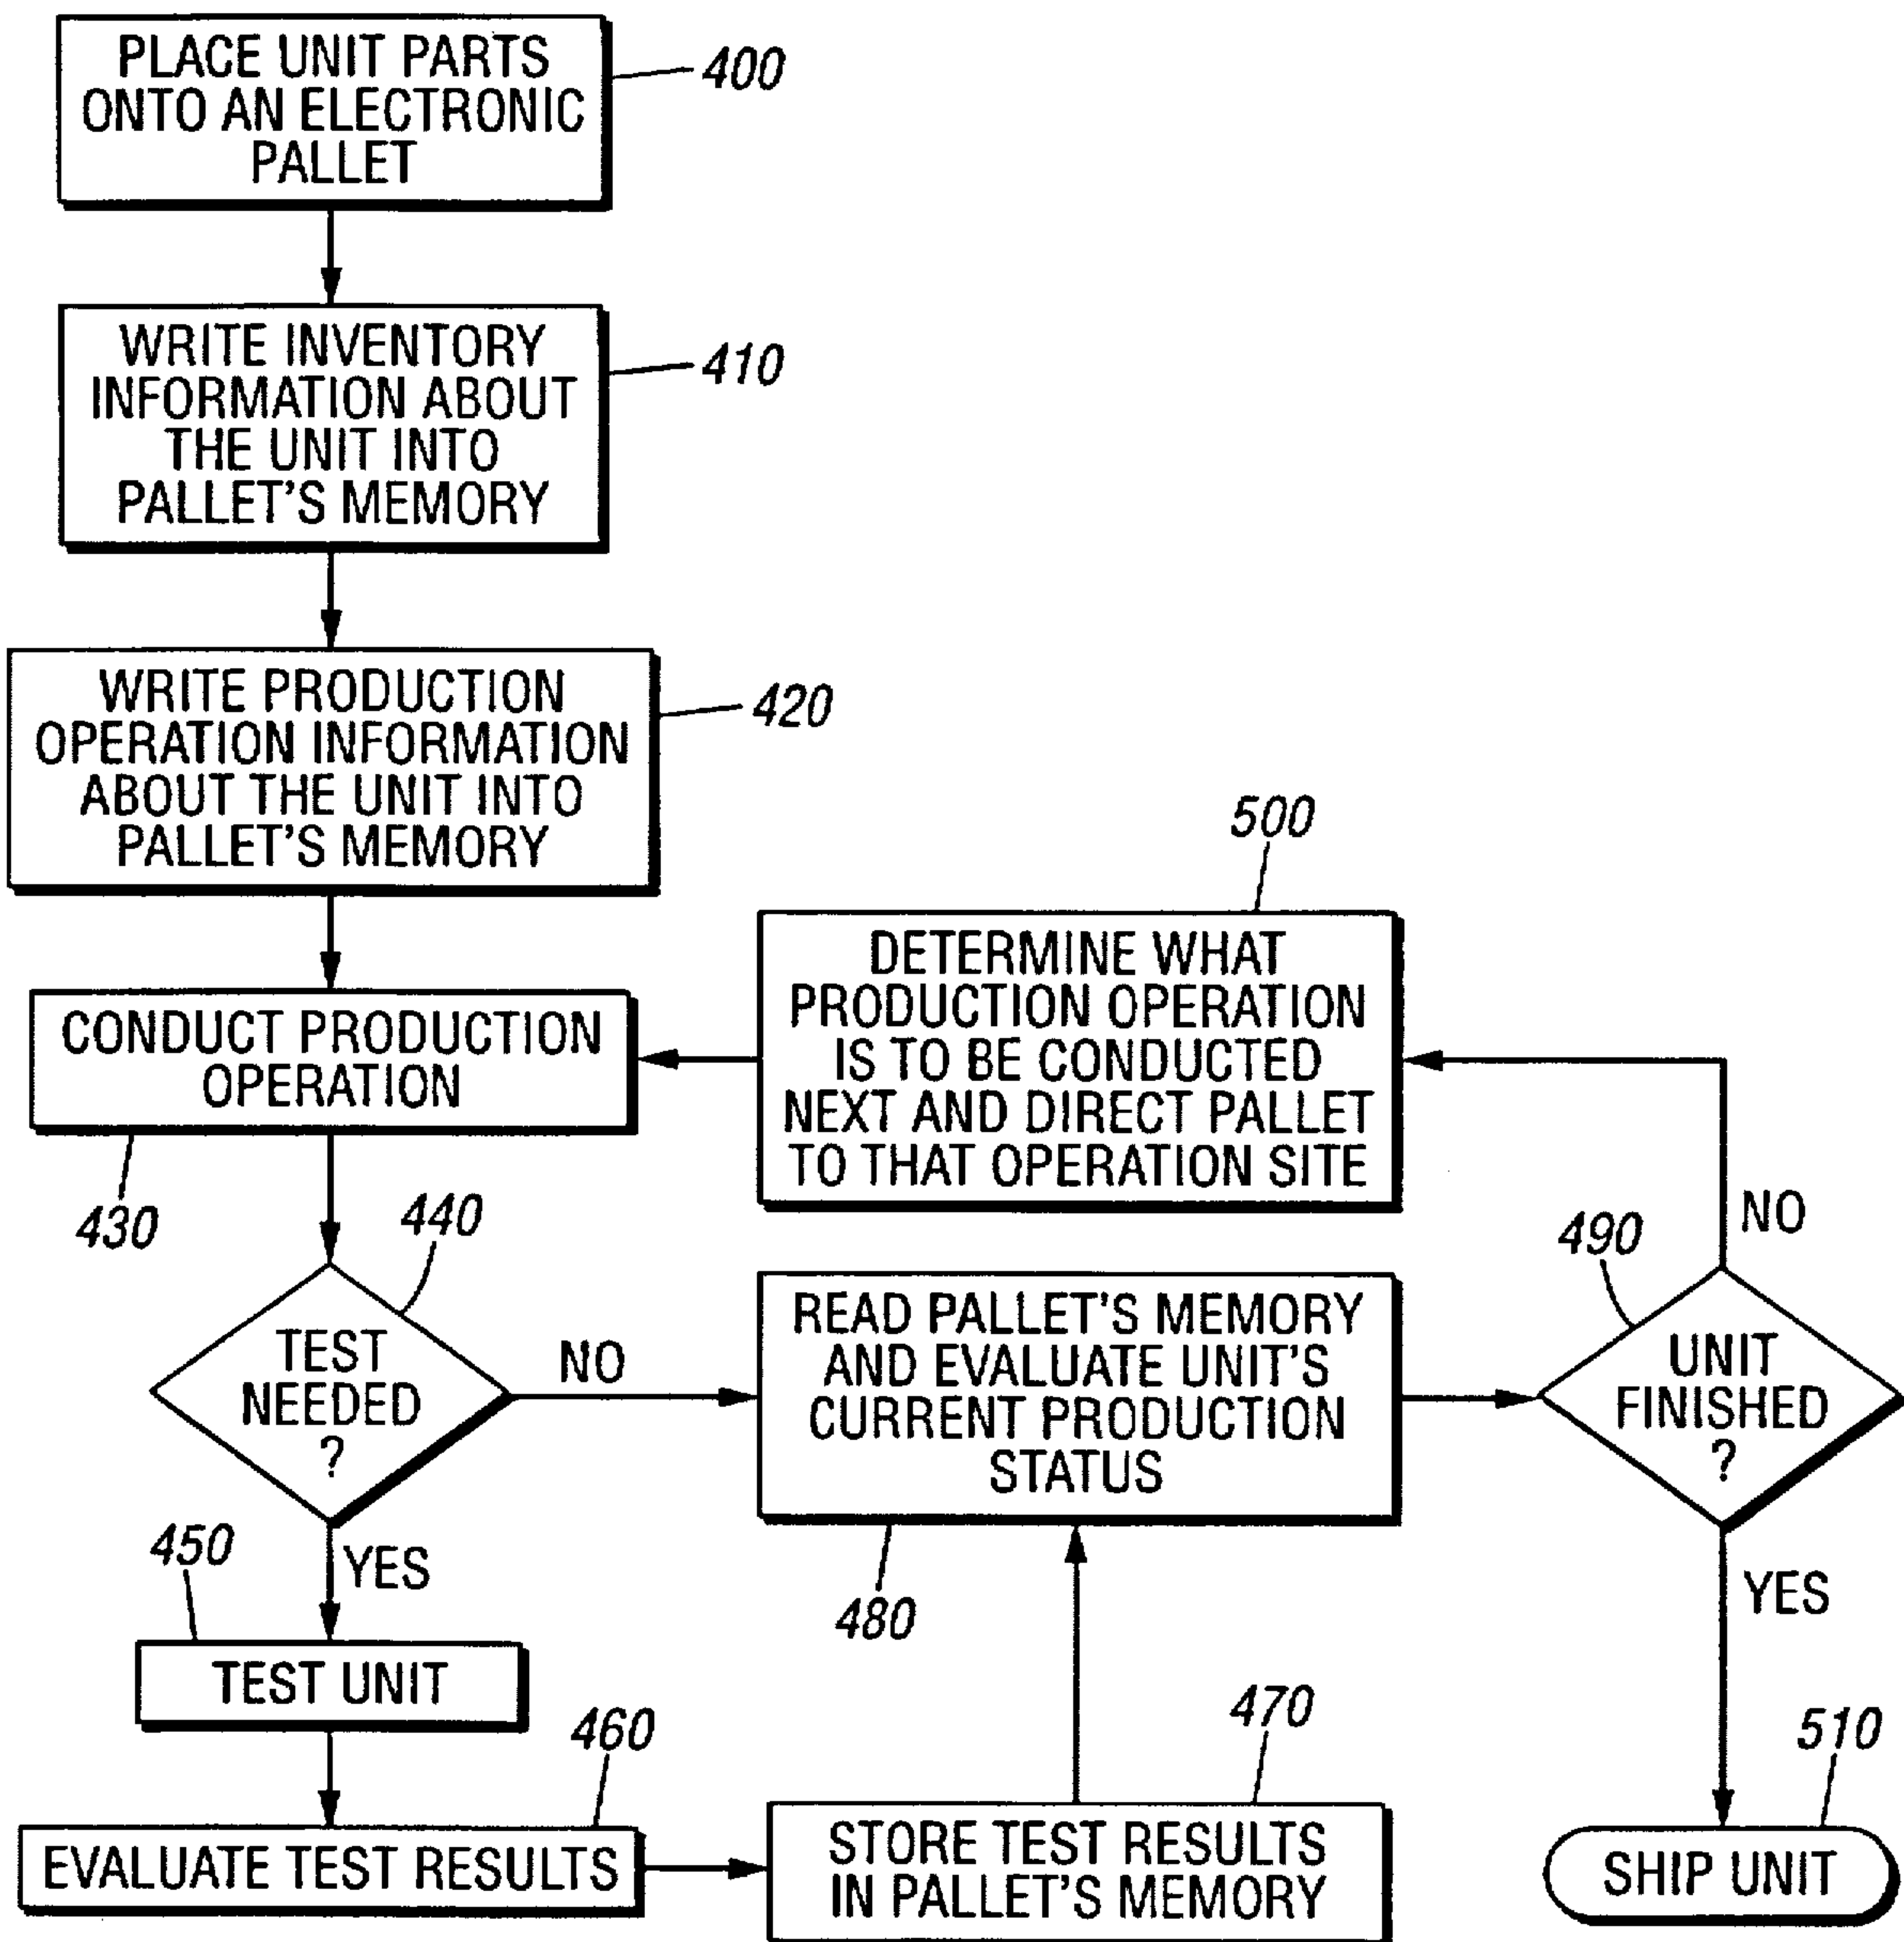 PLACE UNIT PARTS
ONTO AN ELECTRONIC
PALLET
400
WRITE INVENTORY
INFORMATION ABOUT
THE UNIT INTO
PALLET'S MEMORY
410
WRITE PRODUCTION
OPERATION INFORMATION
ABOUT THE UNIT INTO
PALLET'S MEMORY
420
CONDUCT PRODUCTION
OPERATION
430
500
DETERMINE WHAT
PRODUCTION OPERATION
IS TO BE CONDUCTED
NEXT AND DIRECT PALLET
TO THAT OPERATION SITE
440
TEST
NEEDED
?
NO
YES
READ PALLET'S MEMORY
AND EVALUATE UNIT'S
CURRENT PRODUCTION
STATUS
480
490
UNIT
FINISHED
?
NO
YES
450
TEST UNIT
460
EVALUATE TEST RESULTS
470
STORE TEST RESULTS
IN PALLET'S MEMORY
510
SHIP UNIT